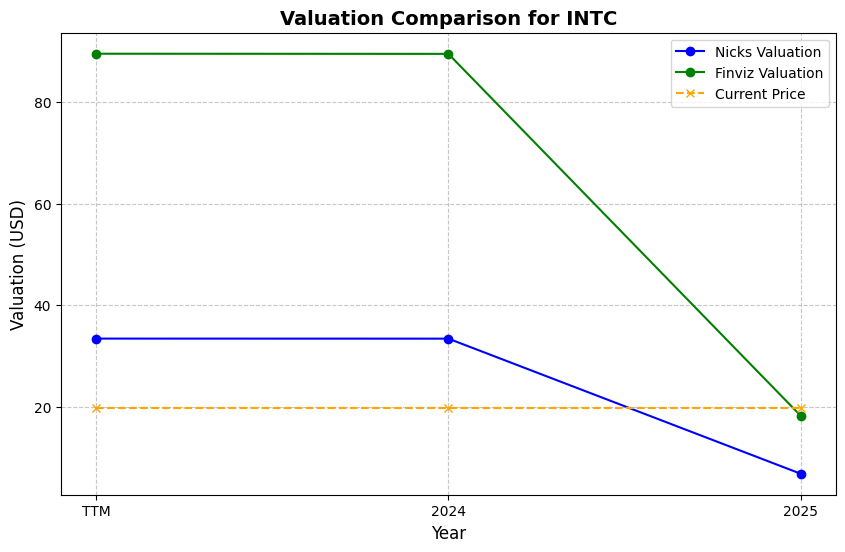 Valuation Comparison for INTC
Nicks Valuation
Finviz Valuation
Current Price
Valuation (USD)
80
60
40
20
TTM
2024
2025
Year